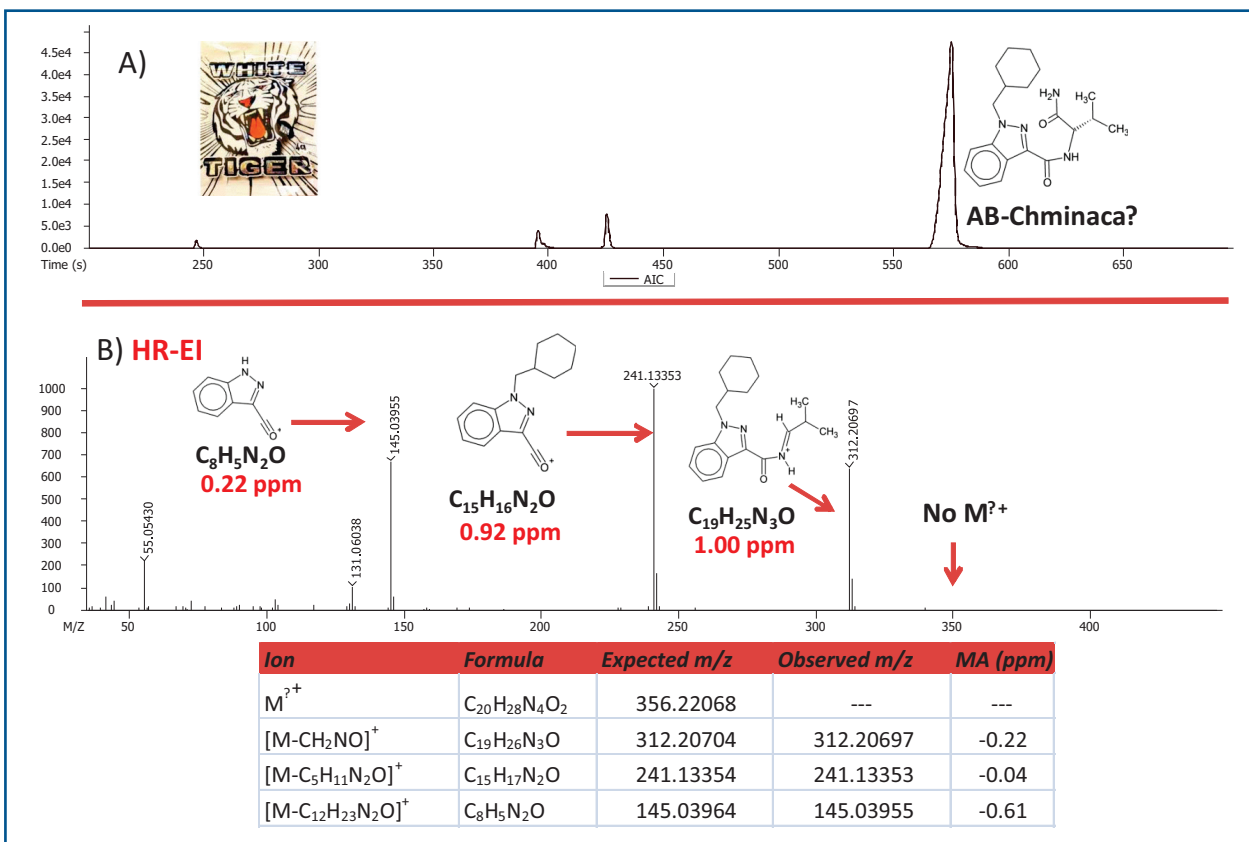 A)
WHITE
TIGER
4g
5.0e4
4.5e4
4.0e4
3.5e4
3.0e4
2.5e4
2.0e4
1.5e4
1.0e4
5.0e3
0.0e0
Time (s) 250 300 350 400 450 500 550 600 650
AIC
H₂N
O
CH₃
CH₃
N
N
NH
O
AB-Chminaca?
B) HR-EI
1000
900
800
700
600
500
400
300
200
100
0
M/Z 50 100 150 200 250 300 350 400
55.05430
131.06038
145.03955
241.13353
312.20697
H
N
N
O⁺
C₈H₅N₂O
0.22 ppm
N
N
O⁺
C₁₅H₁₆N₂O
0.92 ppm
H
CH₃
CH₃
N
N
N⁺
H
O
C₁₉H₂₅N₃O
1.00 ppm
No M?⁺
Ion Formula Expected m/z Observed m/z MA (ppm)
M?⁺ C₂₀H₂₈N₄O₂ 356.22068 --- ---
[M-CH₂NO]⁺ C₁₉H₂₆N₃O 312.20704 312.20697 -0.22
[M-C₅H₁₁N₂O]⁺ C₁₅H₁₇N₂O 241.13354 241.13353 -0.04
[M-C₁₂H₂₃N₂O]⁺ C₈H₅N₂O 145.03964 145.03955 -0.61